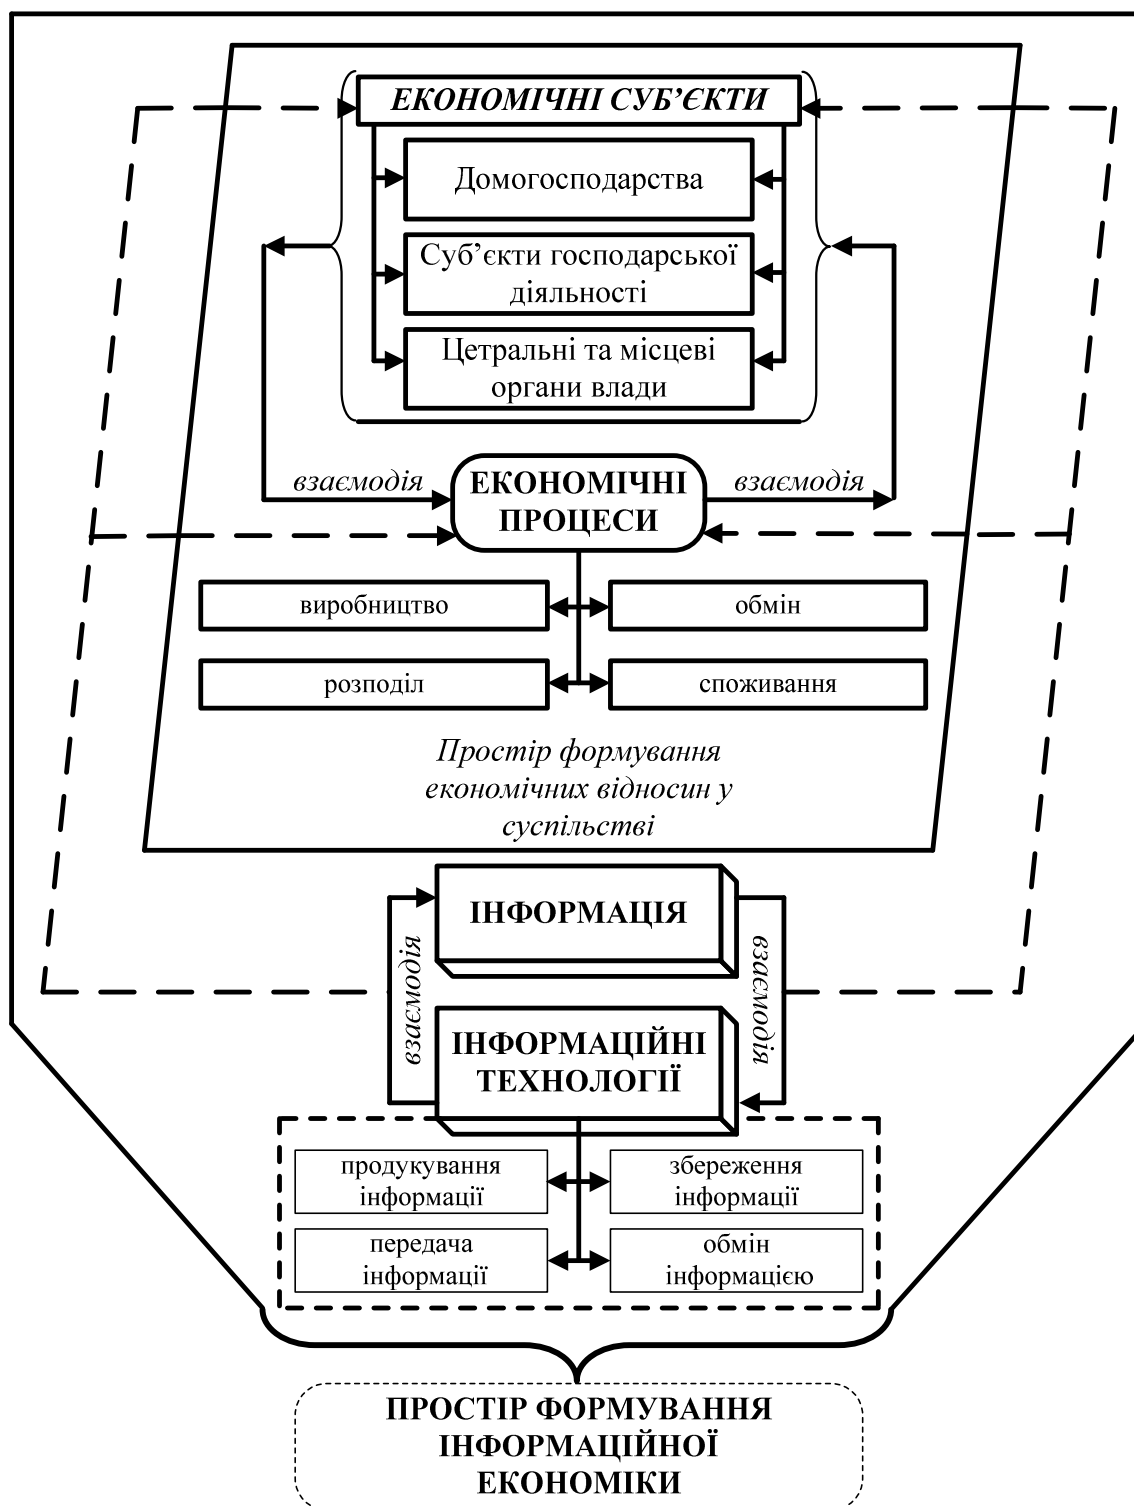 ЕКОНОМІЧНІ СУБ’ЄКТИ
Домогосподарства
Суб’єкти господарської
діяльності
Цетральні та місцеві
органи влади
взаємодія
ЕКОНОМІЧНІ
ПРОЦЕСИ
взаємодія
виробництво
обмін
розподіл
споживання
Простір формування
економічних відносин у
суспільстві
ІНФОРМАЦІЯ
взаємодія
взаємодія
ІНФОРМАЦІЙНІ
ТЕХНОЛОГІЇ
продукування
інформації
збереження
інформації
передача
інформації
обмін
інформацією
ПРОСТІР ФОРМУВАННЯ
ІНФОРМАЦІЙНОЇ
ЕКОНОМІКИ